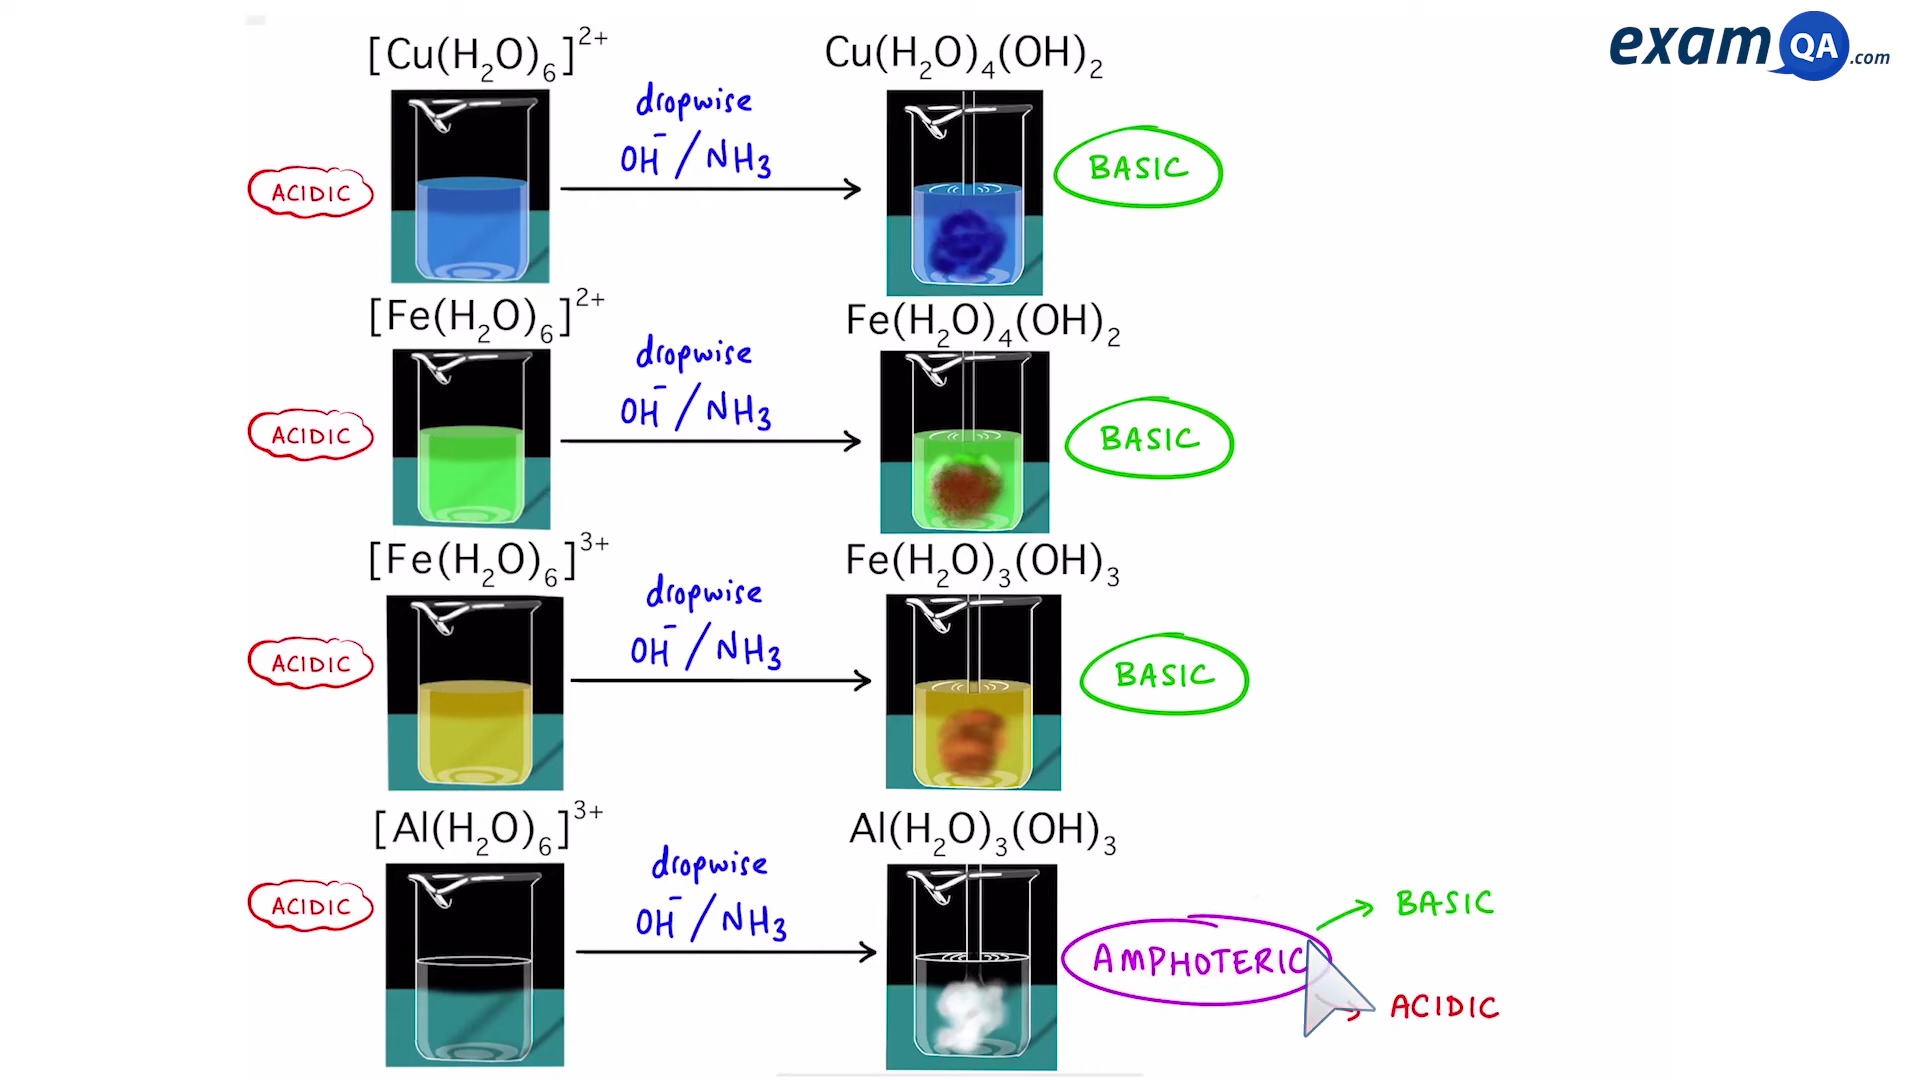 examQA.com
[Cu(H₂O)₆]²⁺
Cu(H₂O)₄(OH)₂
dropwise
OH⁻/NH₃
ACIDIC
BASIC
[Fe(H₂O)₆]²⁺
Fe(H₂O)₄(OH)₂
dropwise
OH⁻/NH₃
ACIDIC
BASIC
[Fe(H₂O)₆]³⁺
Fe(H₂O)₃(OH)₃
dropwise
OH⁻/NH₃
ACIDIC
BASIC
[Al(H₂O)₆]³⁺
Al(H₂O)₃(OH)₃
dropwise
OH⁻/NH₃
ACIDIC
AMPHOTERIC
BASIC
ACIDIC